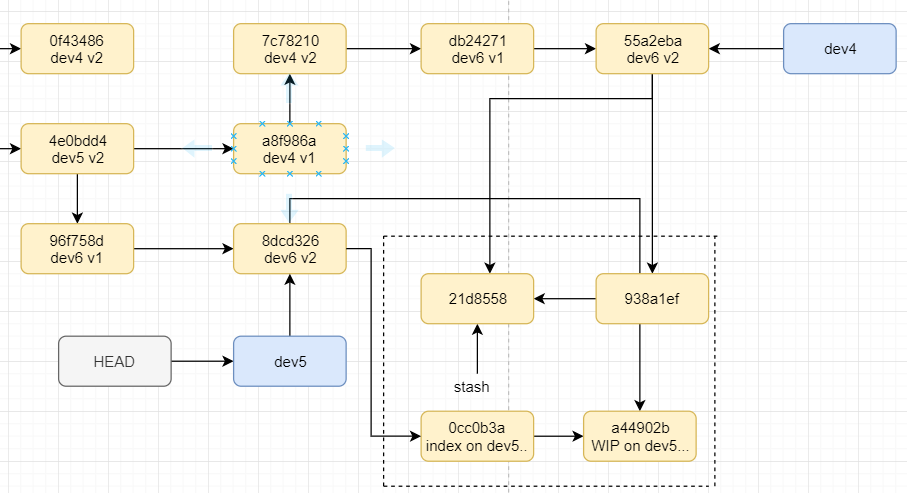 0f43486
dev4 v2
7c78210
dev4 v2
db24271
dev6 v1
55a2eba
dev6 v2
dev4
4e0bdd4
dev5 v2
a8f986a
dev4 v1
96f758d
dev6 v1
8dcd326
dev6 v2
21d8558
938a1ef
HEAD
dev5
stash
0cc0b3a
index on dev5..
a44902b
WIP on dev5...